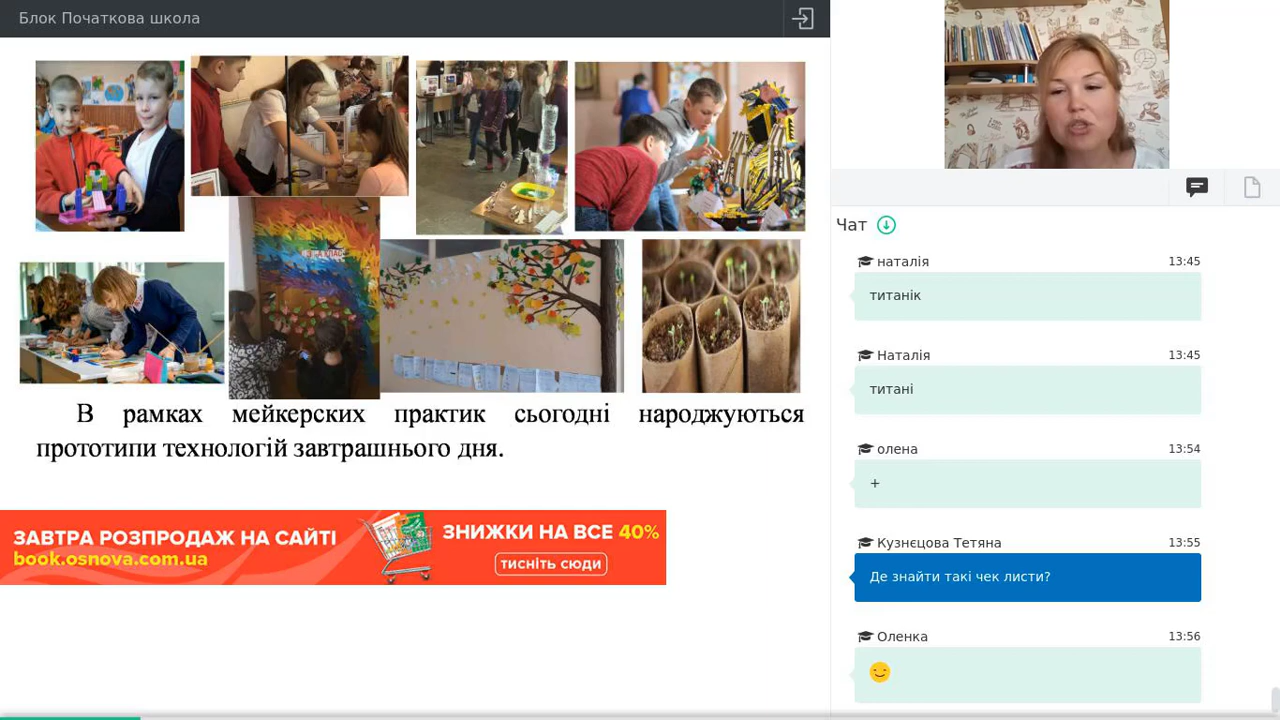 Блок Початкова школа
В рамках мейкерских практик сьогодні народжуються
прототипи технологій завтрашнього дня.
ЗАВТРА РОЗПРОДАЖ НА САЙТІ
book.osnova.com.ua
ЗНИЖКИ НА ВСЕ 40%
тисніть сюди
Чат
наталія 13:45
титанік
Наталія 13:45
титані
олена 13:54
+
Кузнєцова Тетяна 13:55
Де знайти такі чек листи?
Оленка 13:56